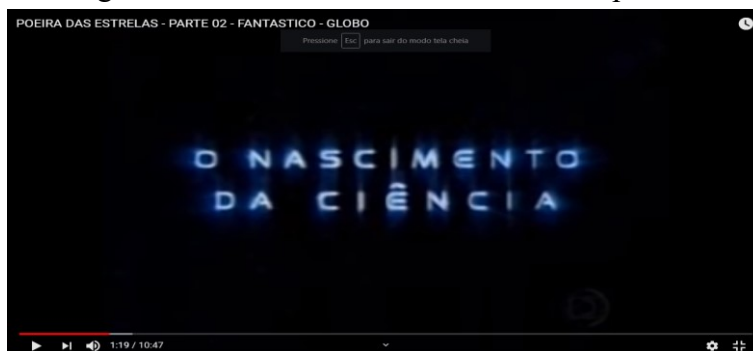 POEIRA DAS ESTRELAS - PARTE 02 - FANTASTICO - GLOBO
Pressione Esc para sair do modo tela cheia
O NASCIMENTO
DA CIÊNCIA
1:19 / 10:47